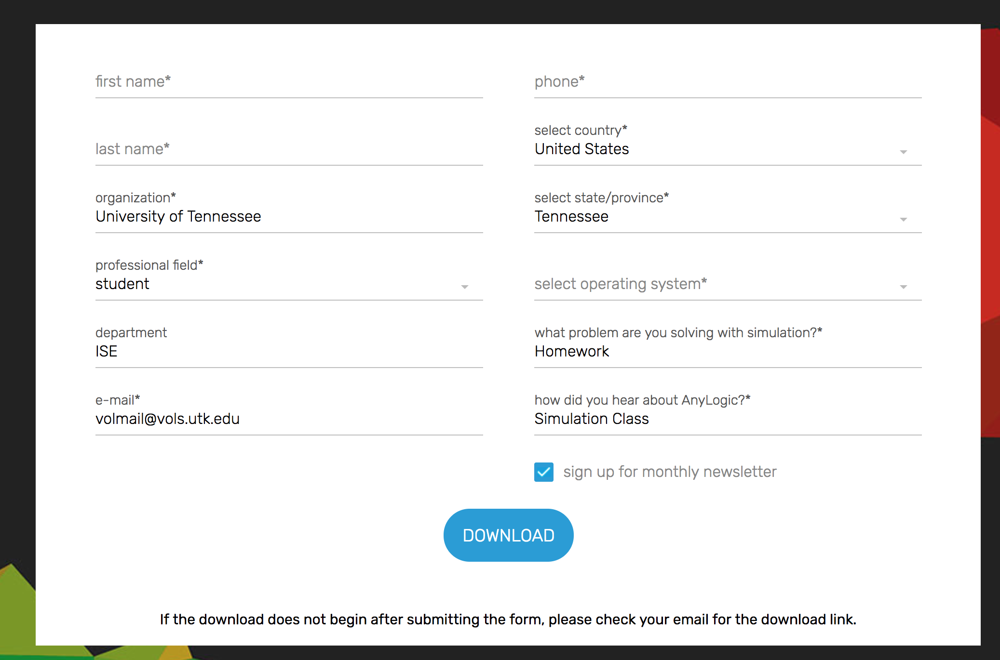 first name*
last name*
organization*
University of Tennessee
professional field*
student
department
ISE
e-mail*
volmail@vols.utk.edu
phone*
select country*
United States
select state/province*
Tennessee
select operating system*
what problem are you solving with simulation?*
Homework
how did you hear about AnyLogic?*
Simulation Class
sign up for monthly newsletter
DOWNLOAD
If the download does not begin after submitting the form, please check your email for the download link.